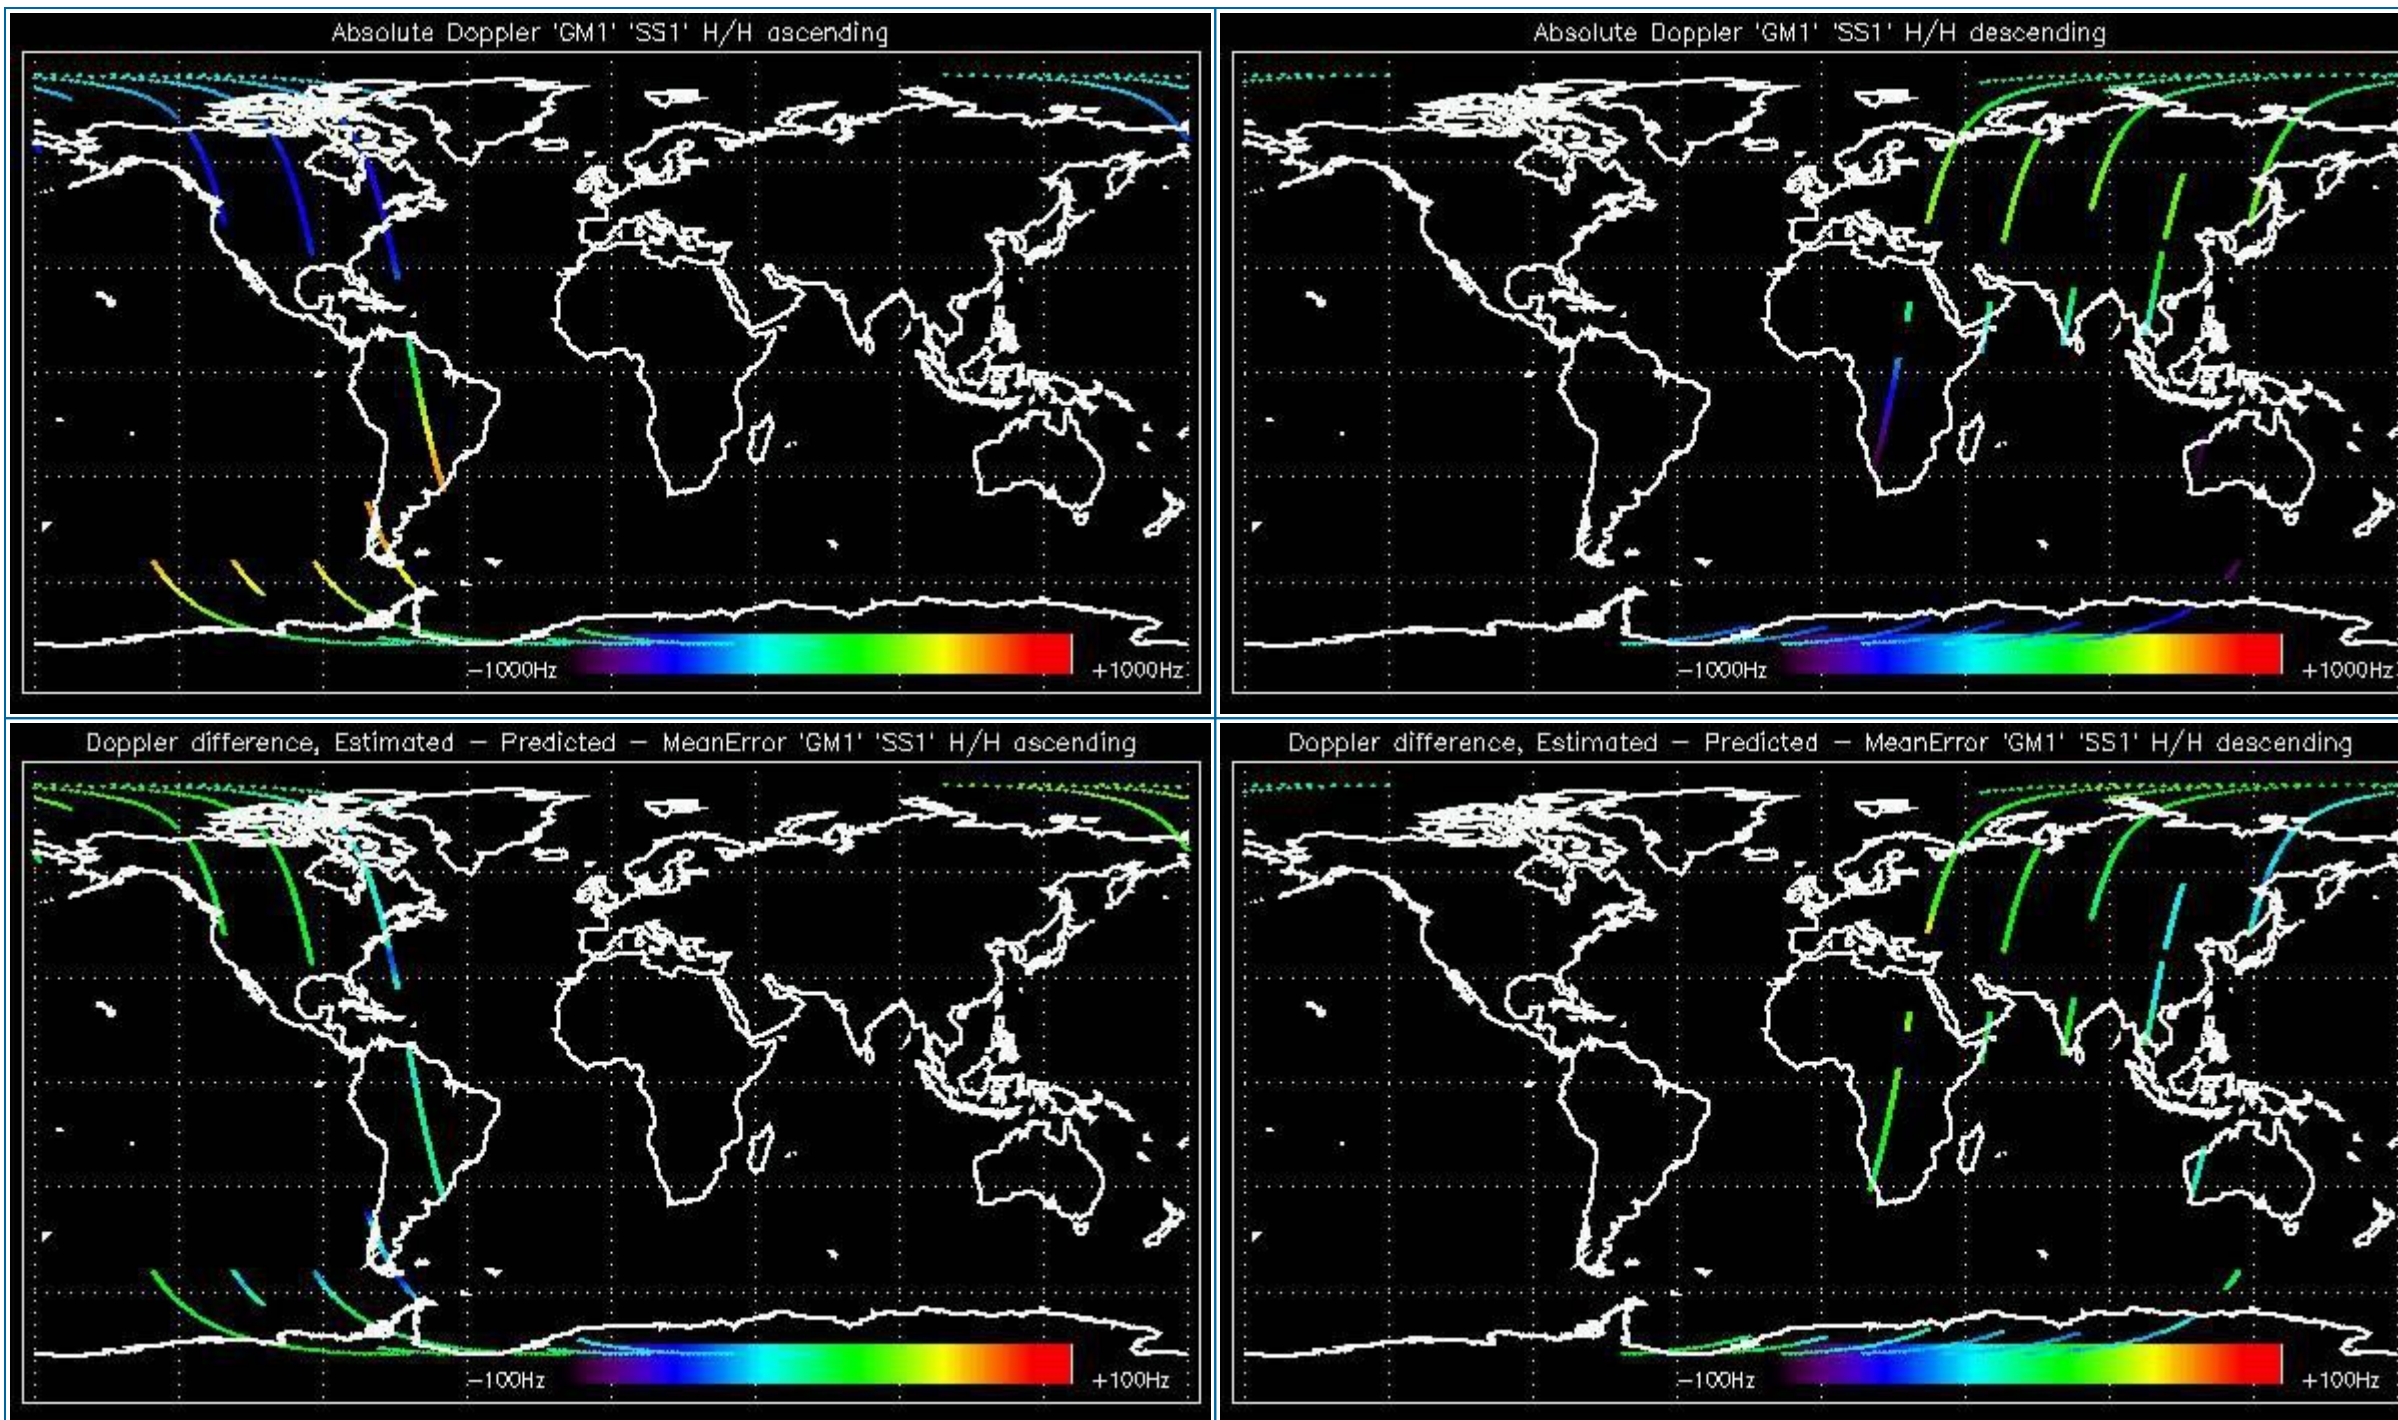 Absolute Doppler 'GM1' 'SS1' H/H ascending
-1000Hz
+1000Hz
Absolute Doppler 'GM1' 'SS1' H/H descending
-1000Hz
+1000Hz
Doppler difference, Estimated - Predicted - MeanError 'GM1' 'SS1' H/H ascending
-100Hz
+100Hz
Doppler difference, Estimated - Predicted - MeanError 'GM1' 'SS1' H/H descending
-100Hz
+100Hz